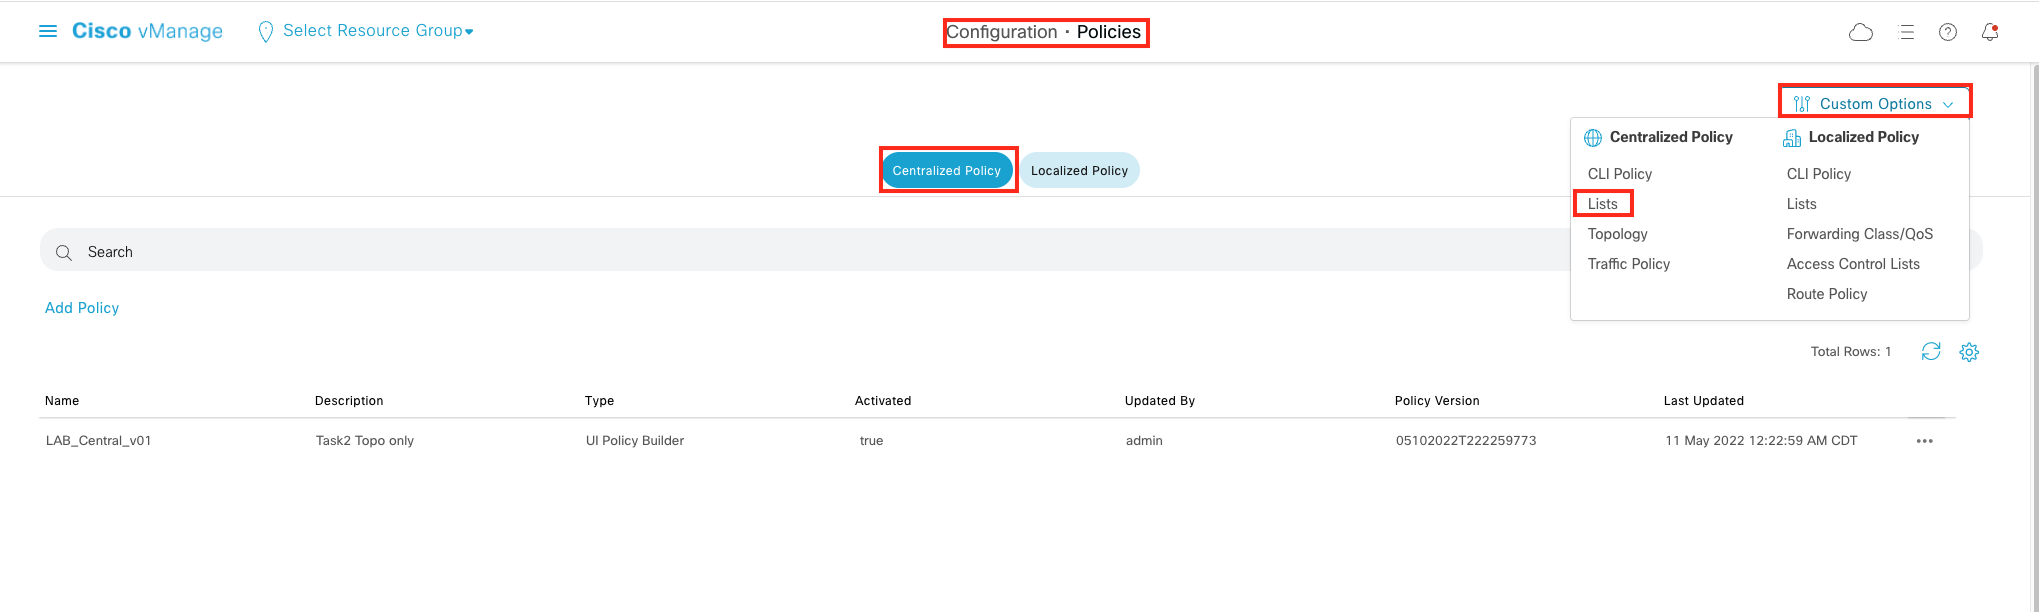 Cisco vManage Select Resource Group Configuration · Policies
Custom Options
Centralized Policy Localized Policy
CLI Policy CLI Policy
Lists Lists
Topology Forwarding Class/QoS
Traffic Policy Access Control Lists
Route Policy
Centralized Policy Localized Policy
Search
Add Policy
Total Rows: 1
Name Description Type Activated Updated By Policy Version Last Updated
LAB_Central_v01 Task2 Topo only UI Policy Builder true admin 05102022T222259773 11 May 2022 12:22:59 AM CDT